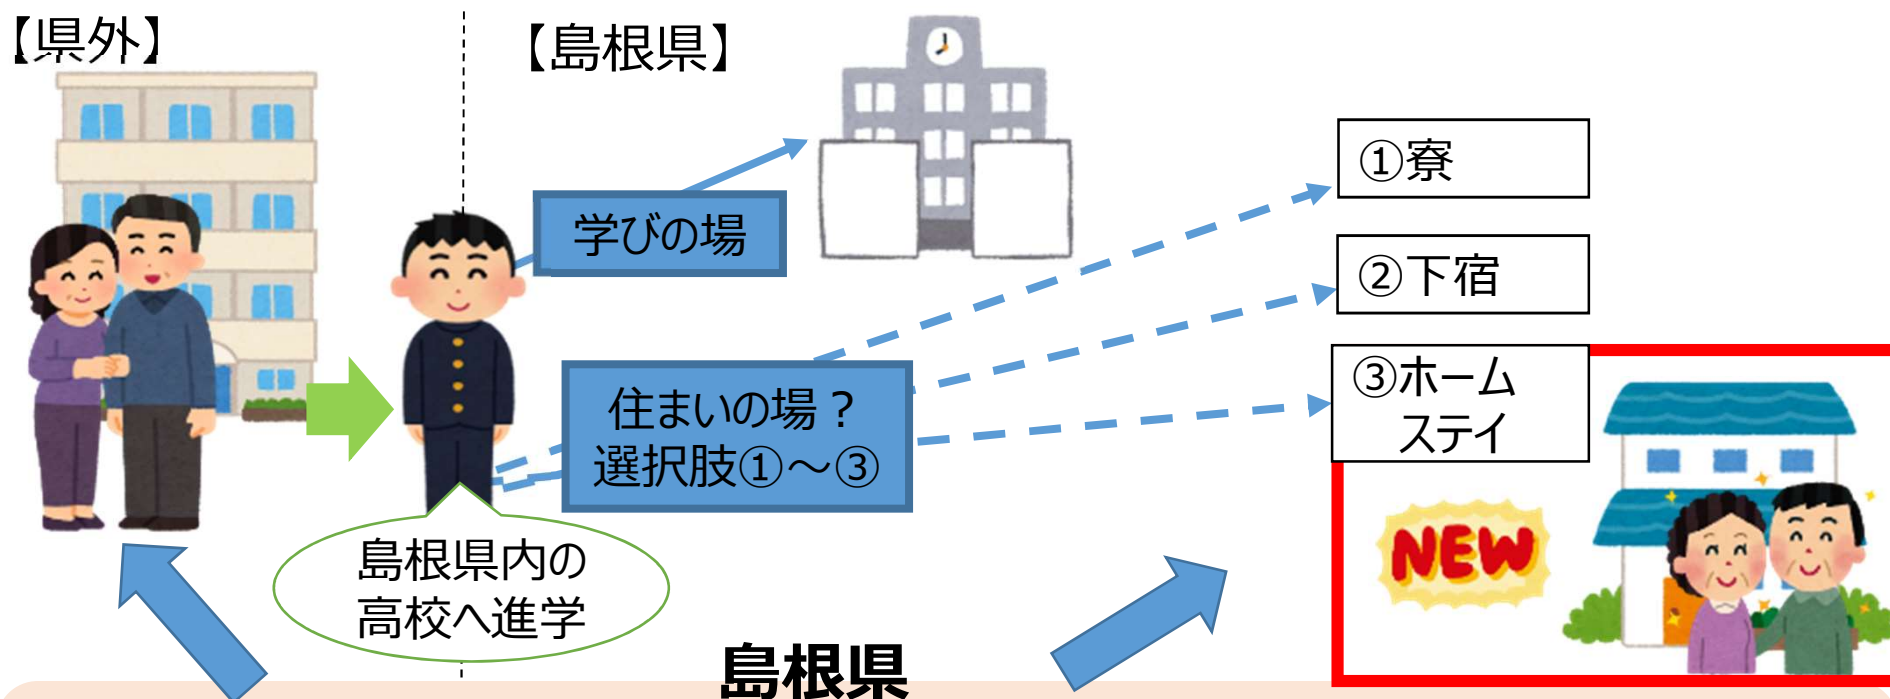 【県外】
【島根県】
①寮
学びの場
②下宿
③ホーム
ステイ
住まいの場？
選択肢①～③
NEW
島根県内の
高校へ進学
島根県